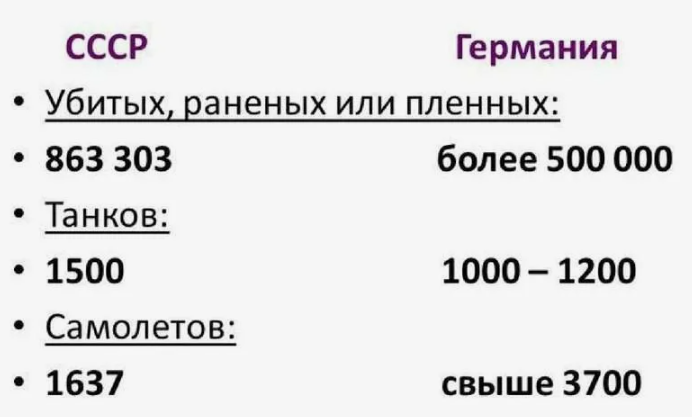 СССР Германия
• Убитых, раненых или пленных:
• 863 303 более 500 000
• Танков:
• 1500 1000 – 1200
• Самолетов:
• 1637 свыше 3700